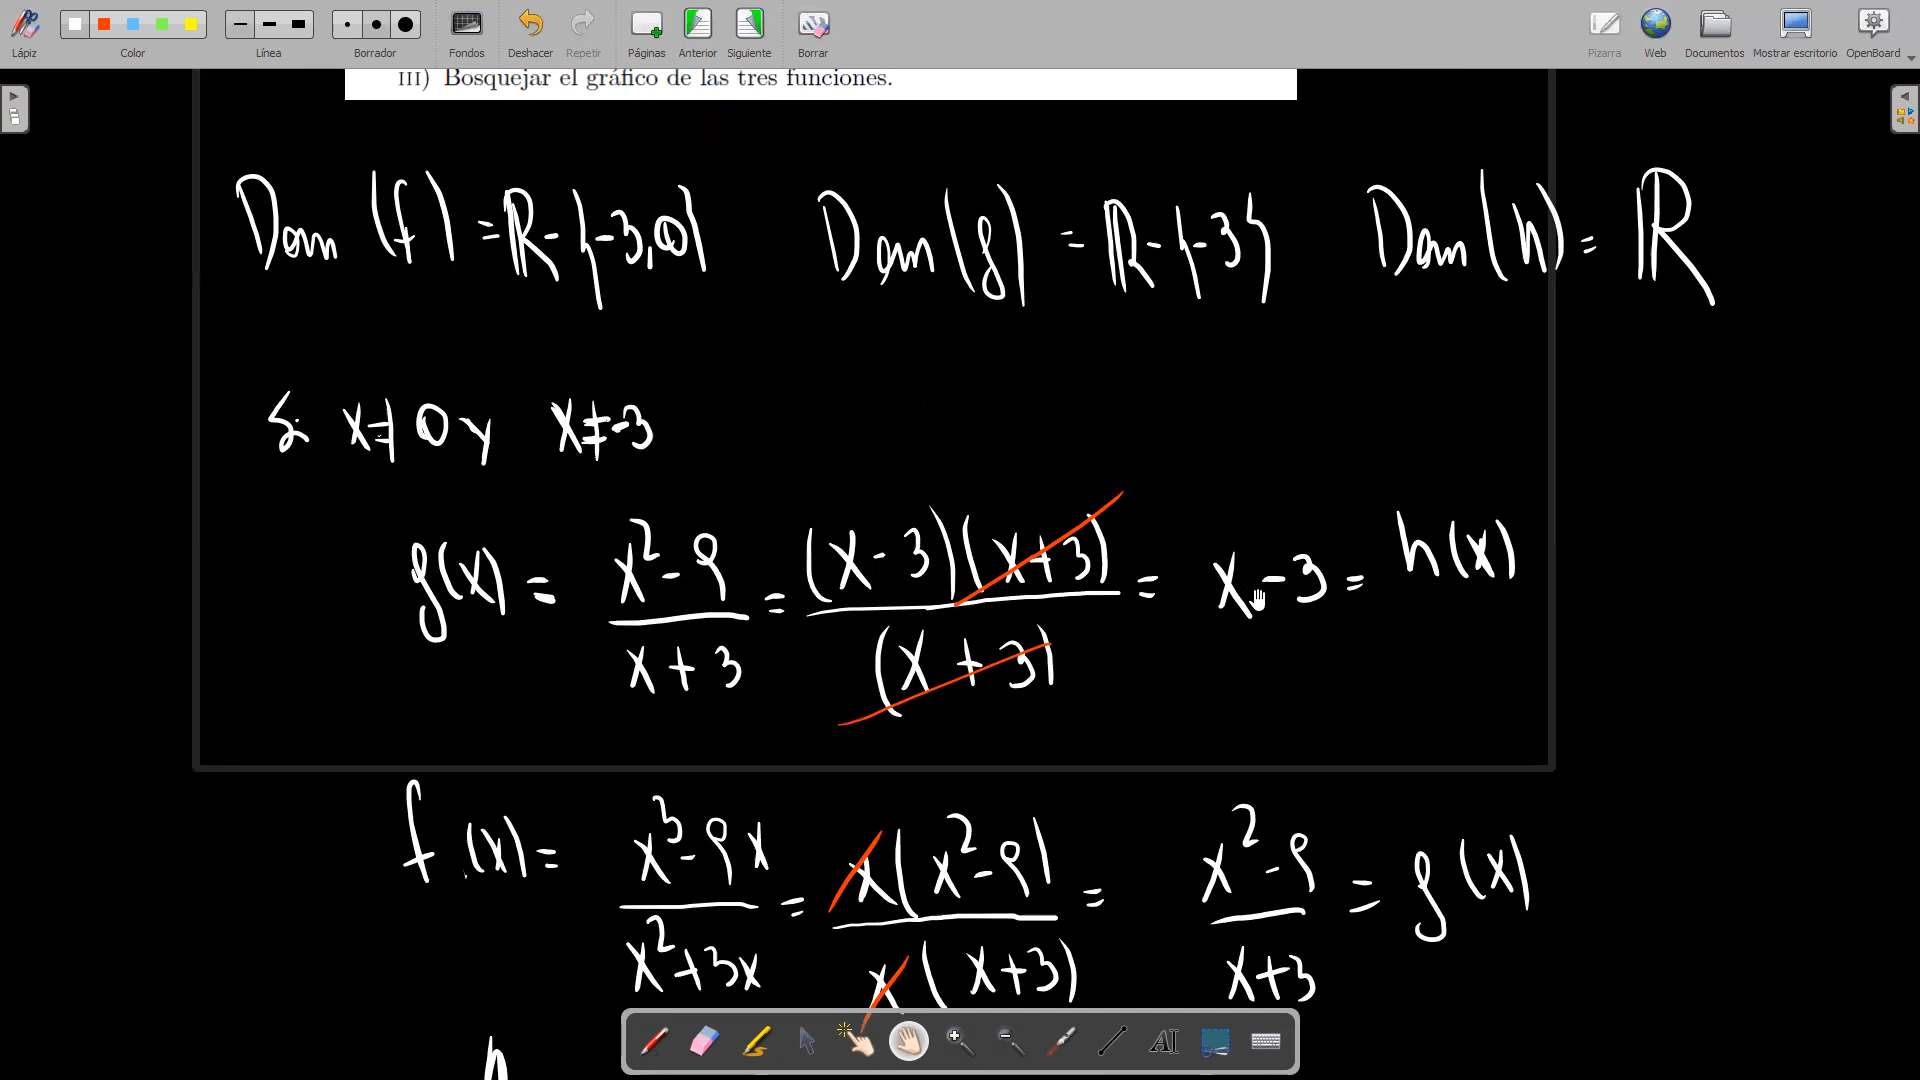 Lápiz Color Línea Borrador Fondos Deshacer Repetir Páginas Anterior Siguiente Borrar Pizarra Web Documentos Mostrar escritorio OpenBoard
III) Bosquejar el gráfico de las tres funciones.
Dom (f) = ℝ - {-3, 0} Dom (g) = ℝ - {-3} Dom (h) = ℝ
Si x ≠ 0 y x ≠ -3
g(x) = (x² - 9)/(x + 3) = ((x - 3)(x + 3))/((x + 3)) = x - 3 = h(x)
f(x) = (x³ - 9x)/(x² + 3x) = (x(x² - 9))/(x(x + 3)) = (x² - 9)/(x + 3) = g(x)
AI